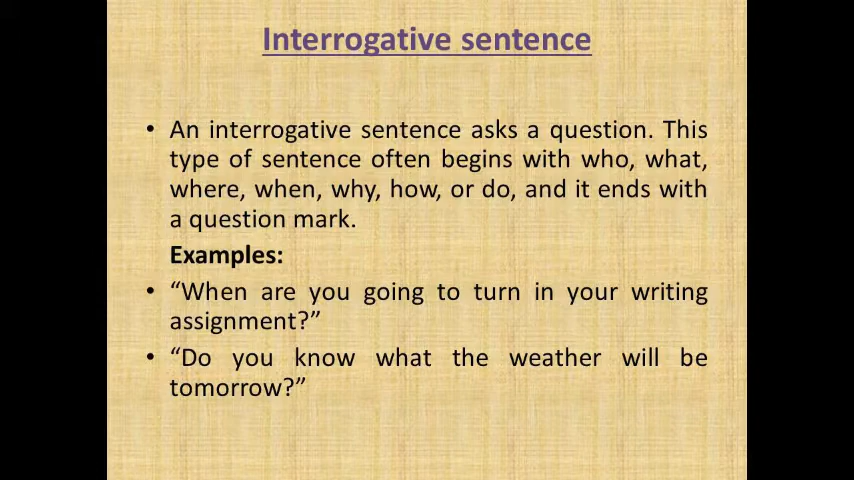 Interrogative sentence
• An interrogative sentence asks a question. This
type of sentence often begins with who, what,
where, when, why, how, or do, and it ends with
a question mark.
Examples:
• “When are you going to turn in your writing
assignment?”
• “Do you know what the weather will be
tomorrow?”